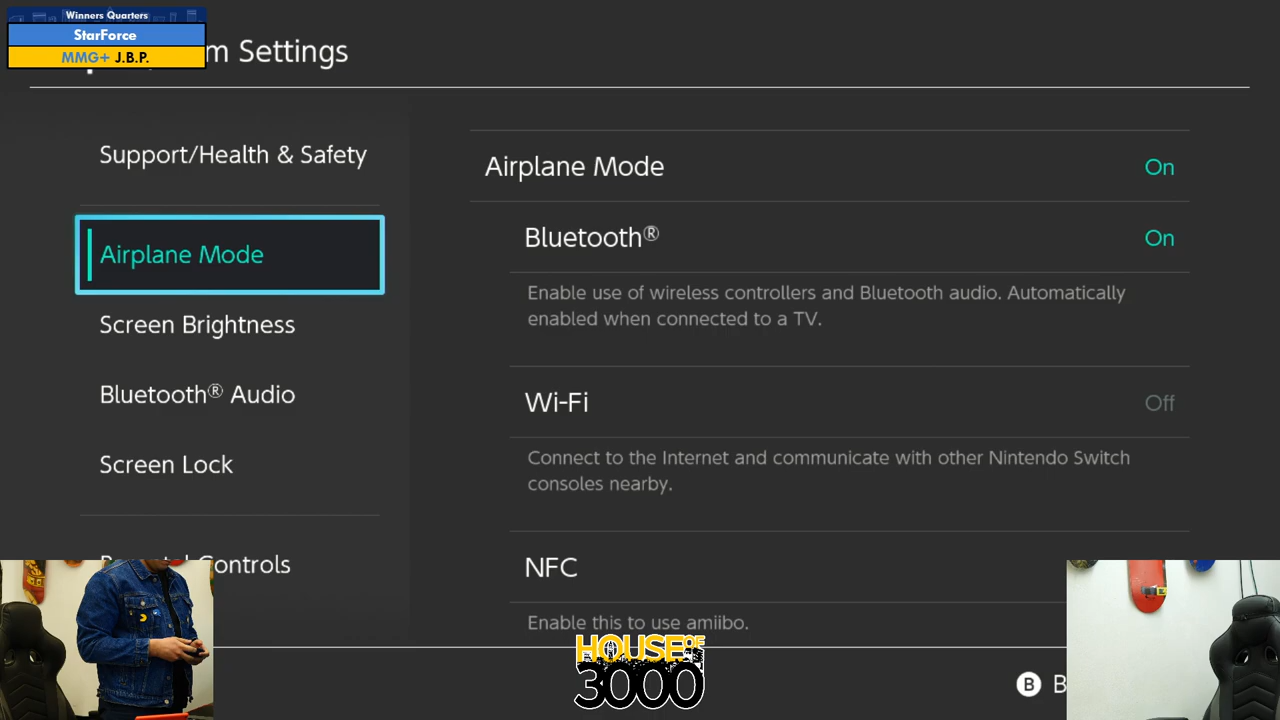 Winners Quarters
StarForce
MMG+ J.B.P.
m Settings
Support/Health & Safety
Airplane Mode
Screen Brightness
Bluetooth® Audio
Screen Lock
Parental Controls
Airplane Mode
On
Bluetooth®
On
Enable use of wireless controllers and Bluetooth audio. Automatically
enabled when connected to a TV.
Wi-Fi
Off
Connect to the Internet and communicate with other Nintendo Switch
consoles nearby.
NFC
Enable this to use amiibo.
HOUSE OF
3000
B